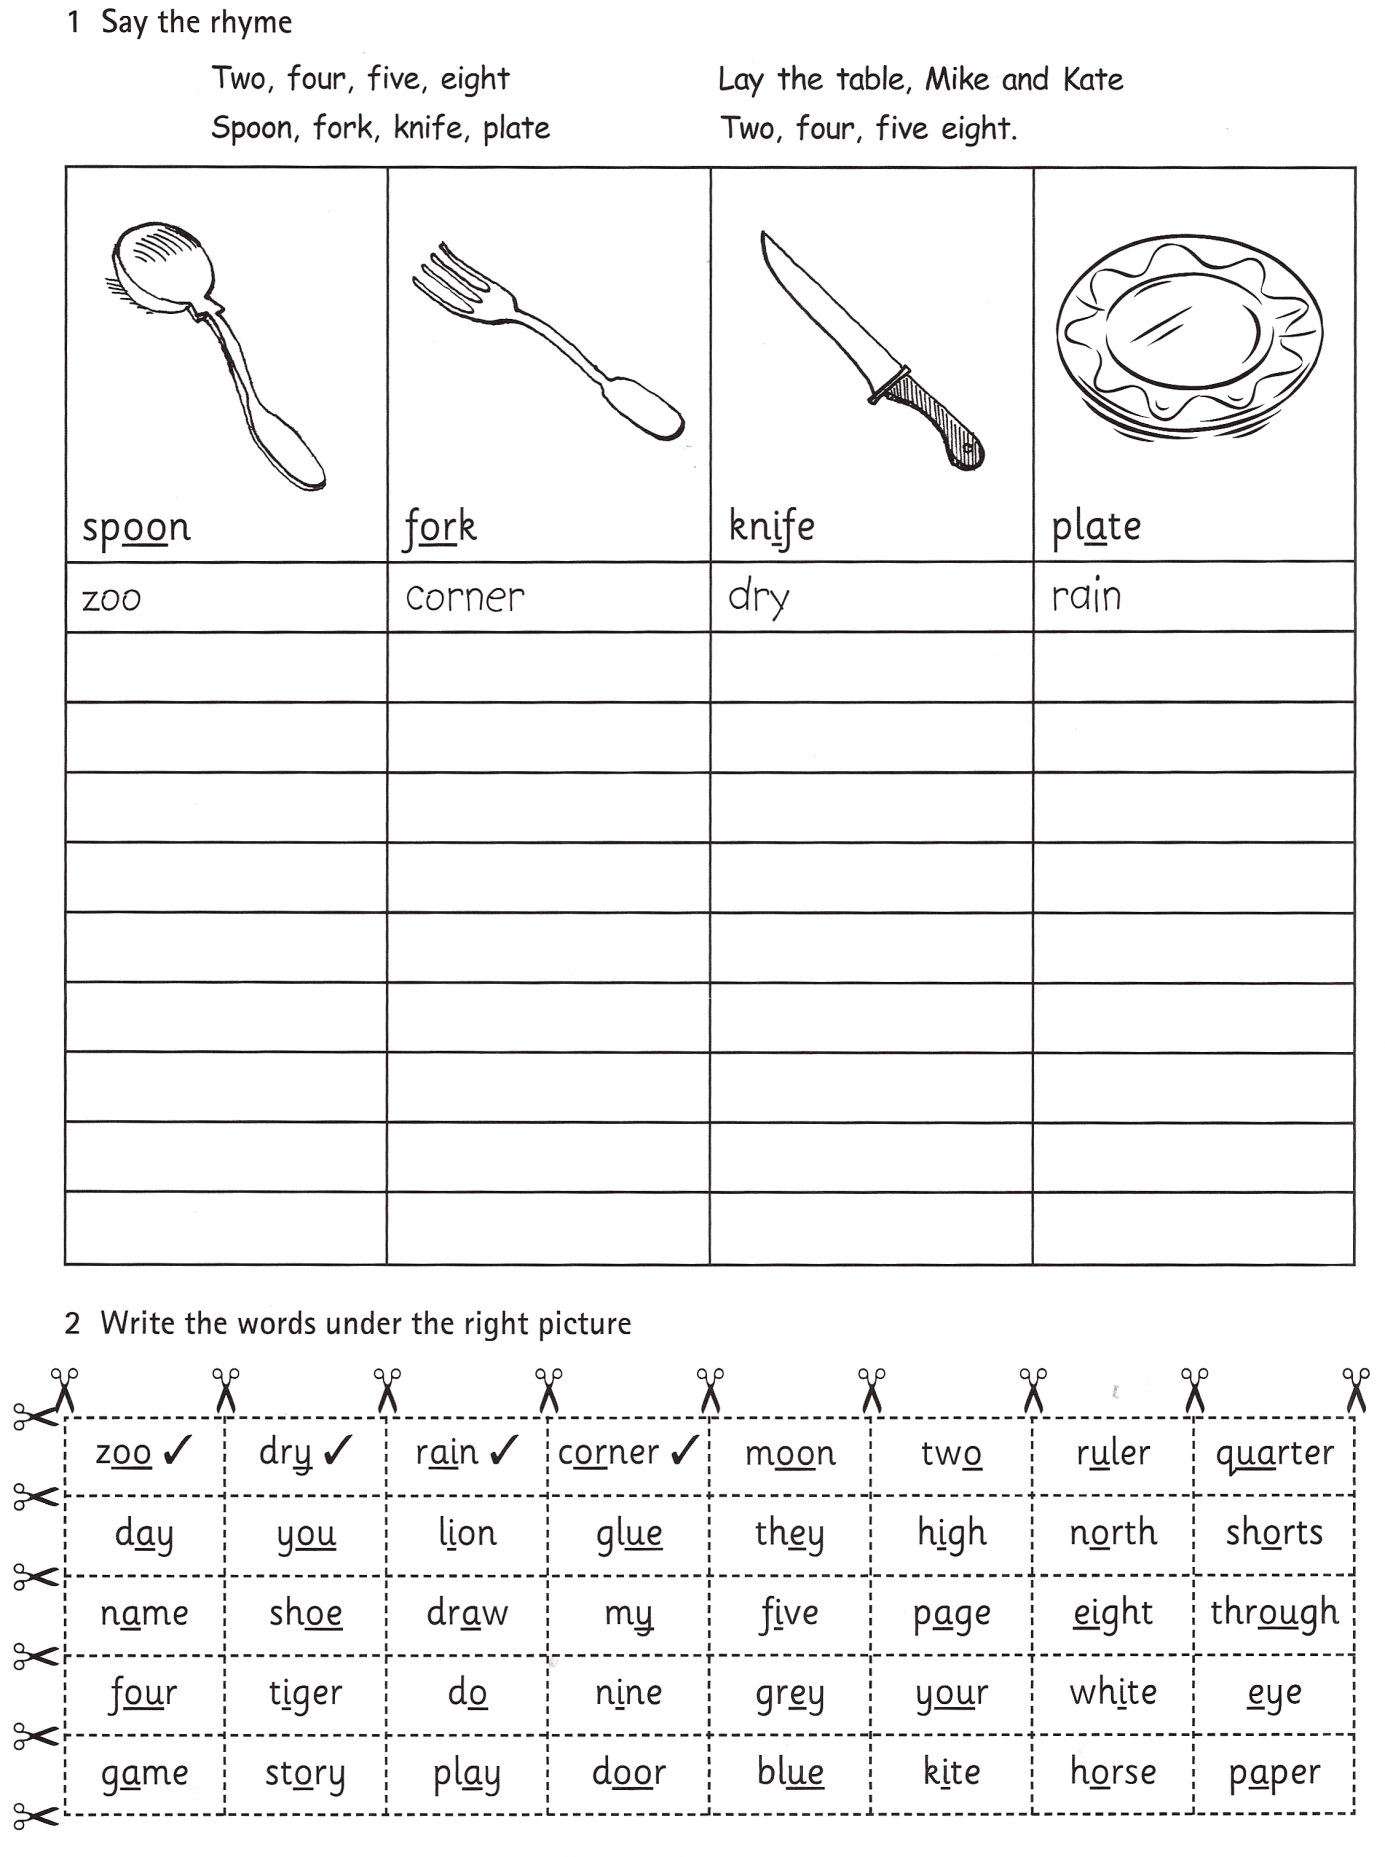 1 Say the rhyme
Two, four, five, eight
Spoon, fork, knife, plate
Lay the table, Mike and Kate
Two, four, five eight.
spoon fork knife plate
zoo corner dry rain
2 Write the words under the right picture
zoo ✓ dry ✓ rain ✓ corner ✓ moon two ruler quarter
day you lion glue they high north shorts
name shoe draw my five page eight through
four tiger do nine grey your white eye
game story play door blue kite horse paper